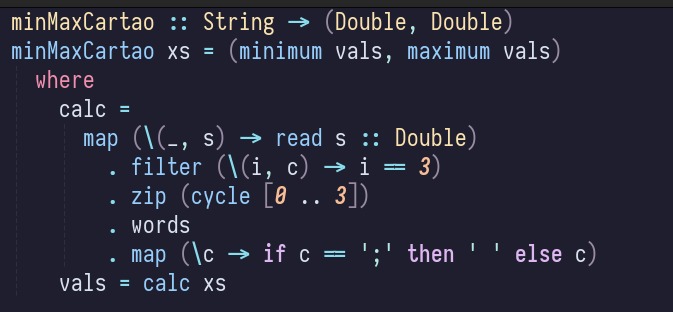 minMaxCartao :: String -> (Double, Double)
minMaxCartao xs = (minimum vals, maximum vals)
  where
    calc =
      map (\(_, s) -> read s :: Double)
        . filter (\(i, c) -> i == 3)
        . zip (cycle [0 .. 3])
        . words
        . map (\c -> if c == ';' then ' ' else c)
    vals = calc xs